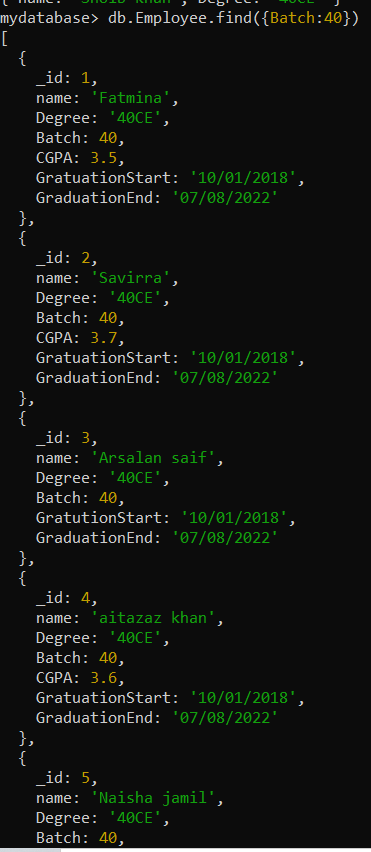 mydatabase> db.Employee.find({Batch:40})
[
  {
    _id: 1,
    name: 'Fatmina',
    Degree: '40CE',
    Batch: 40,
    CGPA: 3.5,
    GratuationStart: '10/01/2018',
    GraduationEnd: '07/08/2022'
  },
  {
    _id: 2,
    name: 'Savirra',
    Degree: '40CE',
    Batch: 40,
    CGPA: 3.7,
    GratuationStart: '10/01/2018',
    GraduationEnd: '07/08/2022'
  },
  {
    _id: 3,
    name: 'Arsalan saif',
    Degree: '40CE',
    Batch: 40,
    GratutionStart: '10/01/2018',
    GraduationEnd: '07/08/2022'
  },
  {
    _id: 4,
    name: 'aitazaz khan',
    Degree: '40CE',
    Batch: 40,
    CGPA: 3.6,
    GratuationStart: '10/01/2018',
    GraduationEnd: '07/08/2022'
  },
  {
    _id: 5,
    name: 'Naisha jamil',
    Degree: '40CE',
    Batch: 40,